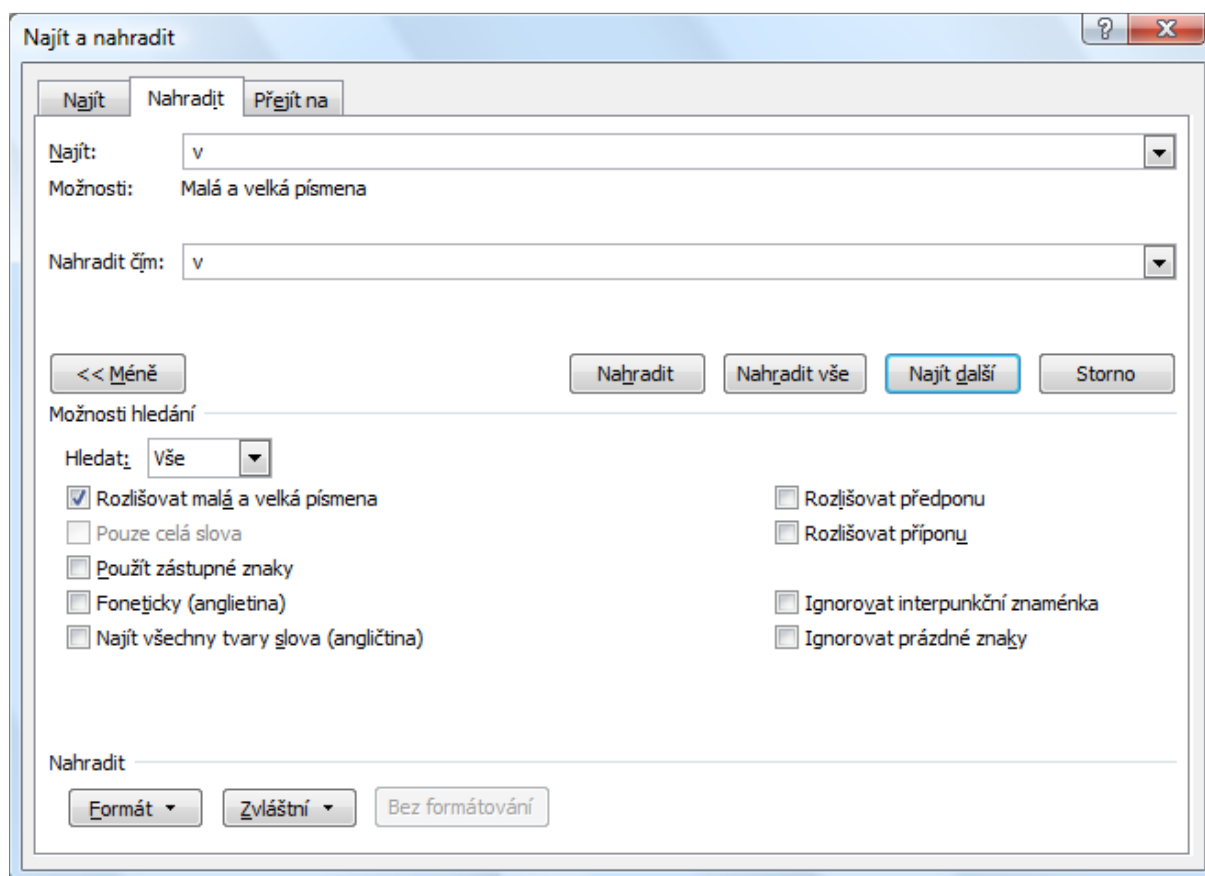 Najít a nahradit
Najít Nahradit Přejít na
Najít: v
Možnosti: Malá a velká písmena
Nahradit čím: v
<< Méně Nahradit Nahradit vše Najít další Storno
Možnosti hledání
Hledat: Vše
Rozlišovat malá a velká písmena Rozlišovat předponu
Pouze celá slova Rozlišovat příponu
Použít zástupné znaky
Foneticky (anglietina) Ignorovat interpunkční znaménka
Najít všechny tvary slova (angličtina) Ignorovat prázdné znaky
Nahradit
Formát Zvláštní Bez formátování